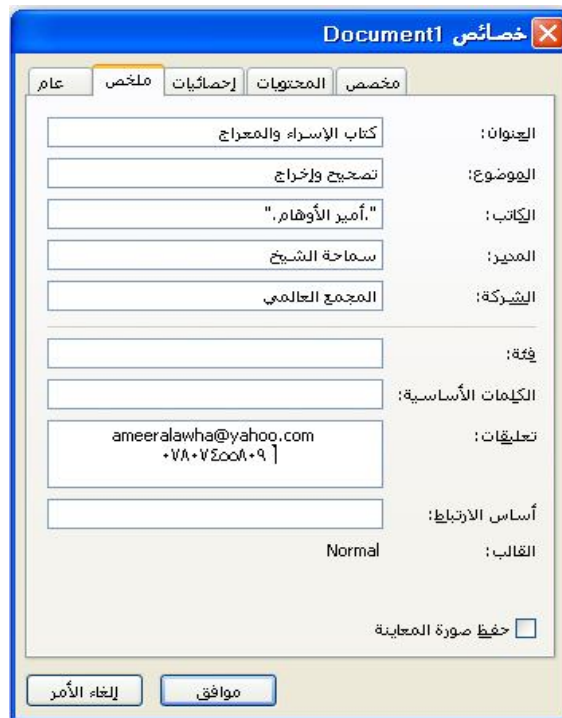 خصائص Document1
عام
ملخص
إحصائيات
المحتويات
مخصص
العنوان: كتاب الإسراء والمعراج
الموضوع: تصحيح وإخراج
الكاتب: ",أمير الأوهام,"
المدير: سماحة الشيخ
الشركة: المجمع العالمي
فئة:
الكلمات الأساسية:
تعليقات: ameeralawha@yahoo.com
٠٧٨٠٧٤٥٥٨٠٩
أساس الارتباط:
القالب: Normal
حفظ صورة المعاينة
موافق
إلغاء الأمر